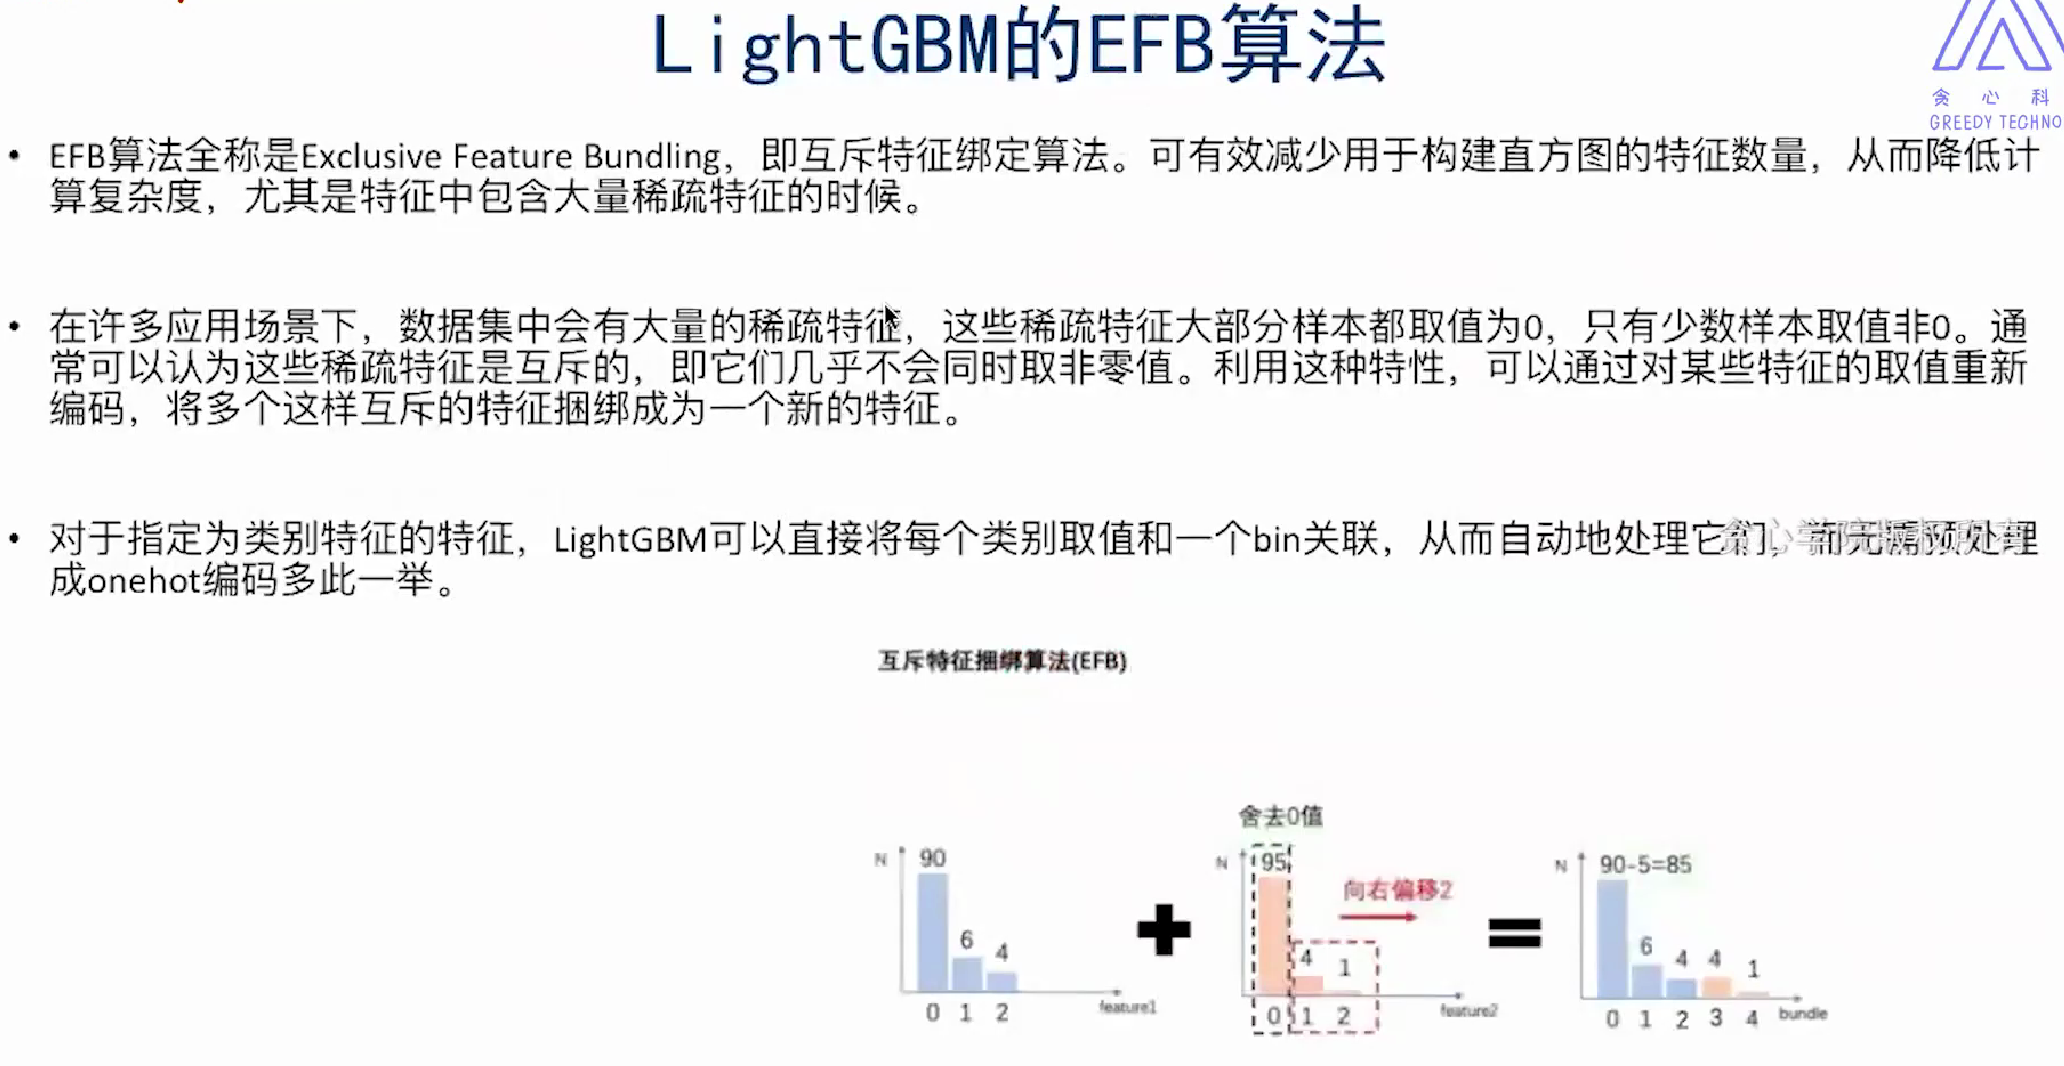 LightGBM的EFB算法
贪 心 科
GREEDY TECHNO
• EFB算法全称是Exclusive Feature Bundling，即互斥特征绑定算法。可有效减少用于构建直方图的特征数量，从而降低计
算复杂度，尤其是特征中包含大量稀疏特征的时候。
• 在许多应用场景下，数据集中会有大量的稀疏特征，这些稀疏特征大部分样本都取值为0，只有少数样本取值非0。通
常可以认为这些稀疏特征是互斥的，即它们几乎不会同时取非零值。利用这种特性，可以通过对某些特征的取值重新
编码，将多个这样互斥的特征捆绑成为一个新的特征。
• 对于指定为类别特征的特征，LightGBM可以直接将每个类别取值和一个bin关联，从而自动地处理它们，而无需预处理
成onehot编码多此一举。
贪心学院版权所有
互斥特征捆绑算法(EFB)
舍去0值
N 90 6 4
0 1 2 feature1
N 95 4 1
向右偏移2
0 1 2 feature2
N 90-5=85 6 4 4 1
0 1 2 3 4 bundle